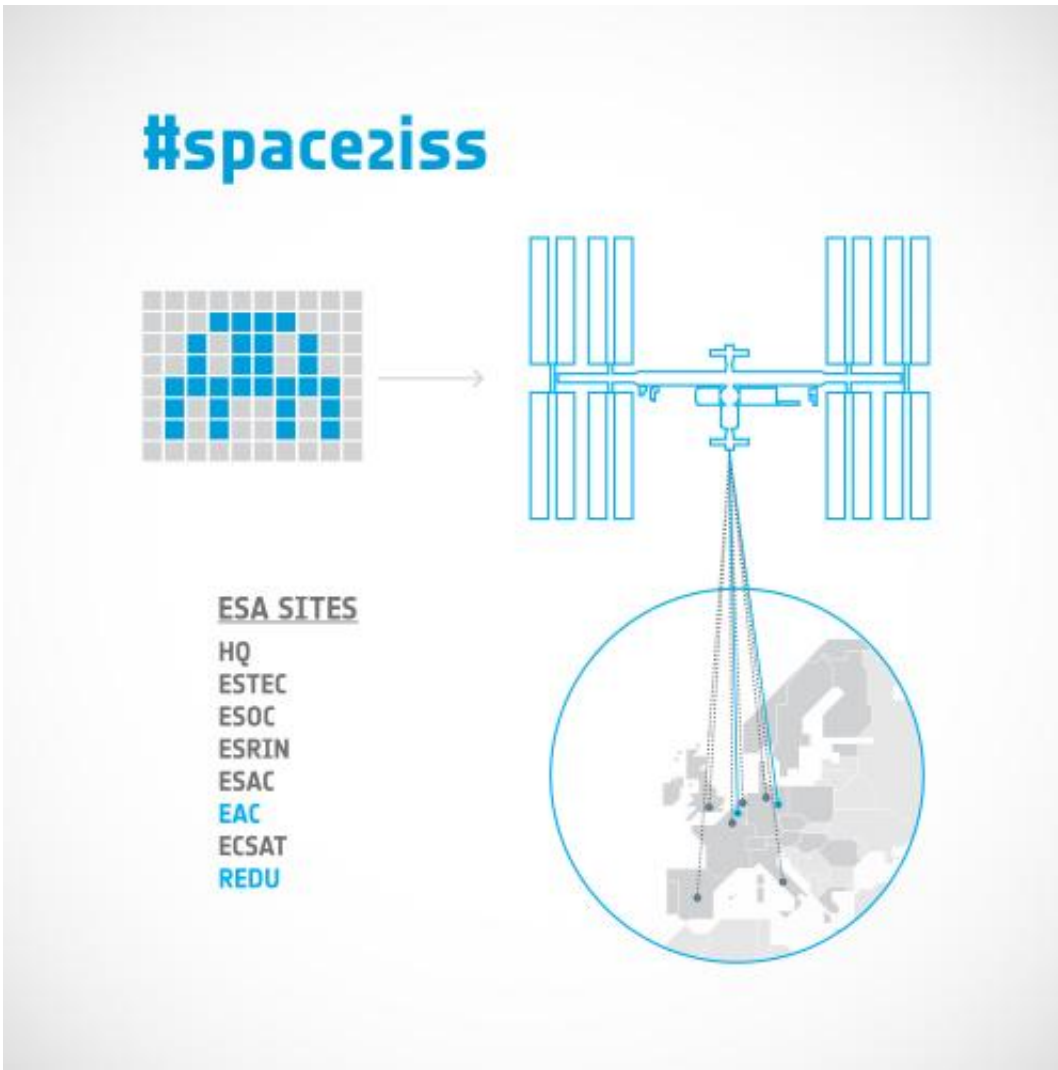 #space2iss
ESA SITES
HQ
ESTEC
ESOC
ESRIN
ESAC
EAC
ECSAT
REDU